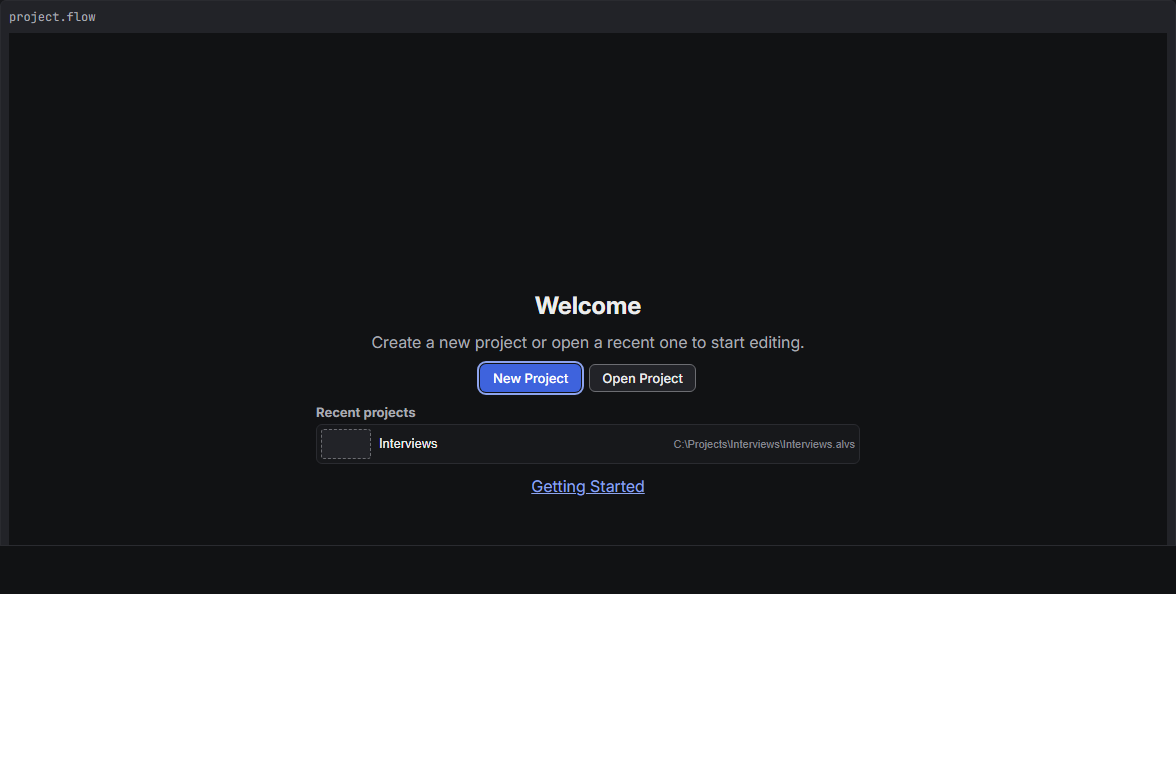 project.flow
Welcome
Create a new project or open a recent one to start editing.
New Project Open Project
Recent projects
Interviews C:\Projects\Interviews\Interviews.alvs
Getting Started